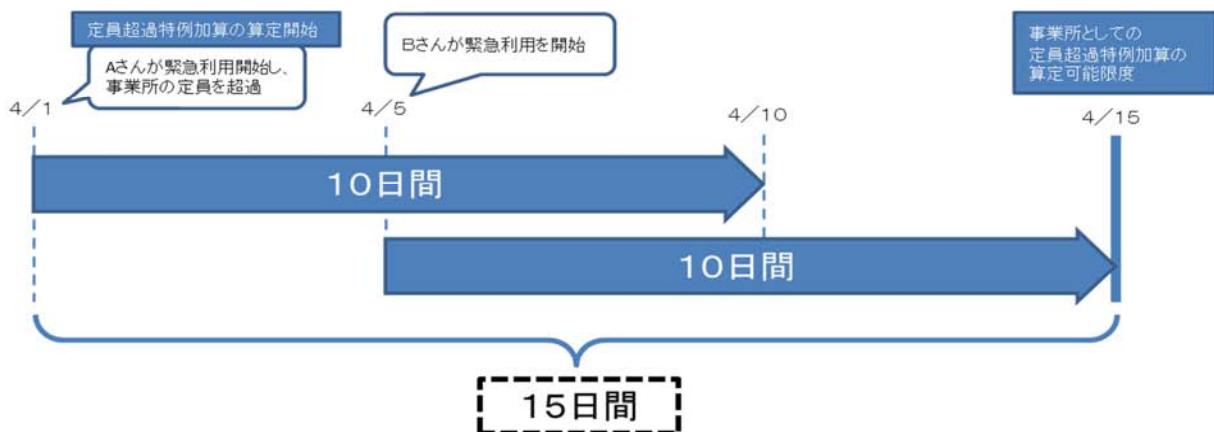 定員超過特例加算の算定開始
Aさんが緊急利用開始し、
事業所の定員を超過
Bさんが緊急利用を開始
事業所としての
定員超過特例加算の
算定可能限度
4/1
4/5
4/10
4/15
10日間
10日間
15日間